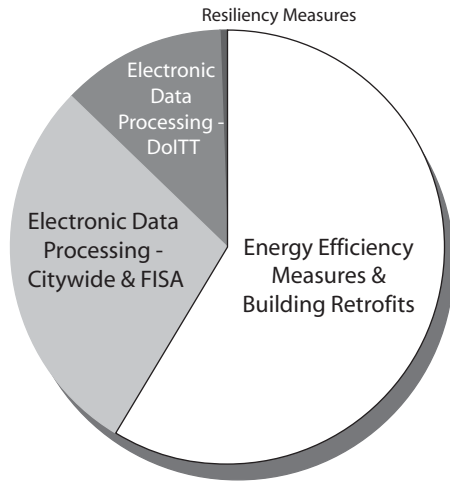 Resiliency Measures
Electronic
Data
Processing -
DoITT
Electronic Data
Processing -
Citywide & FISA
Energy Efficiency
Measures &
Building Retrofits